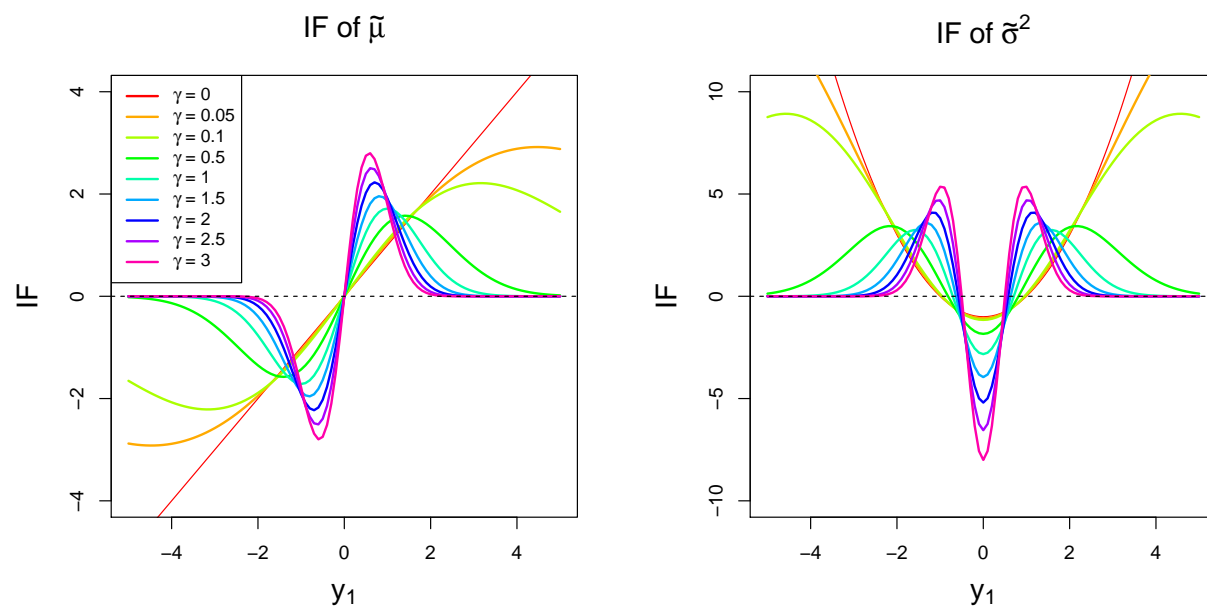 IF of μ̃
IF
4
2
0
−2
−4
γ = 0
γ = 0.05
γ = 0.1
γ = 0.5
γ = 1
γ = 1.5
γ = 2
γ = 2.5
γ = 3
−4 −2 0 2 4
y₁
IF of σ̃²
IF
10
5
0
−5
−10
−4 −2 0 2 4
y₁